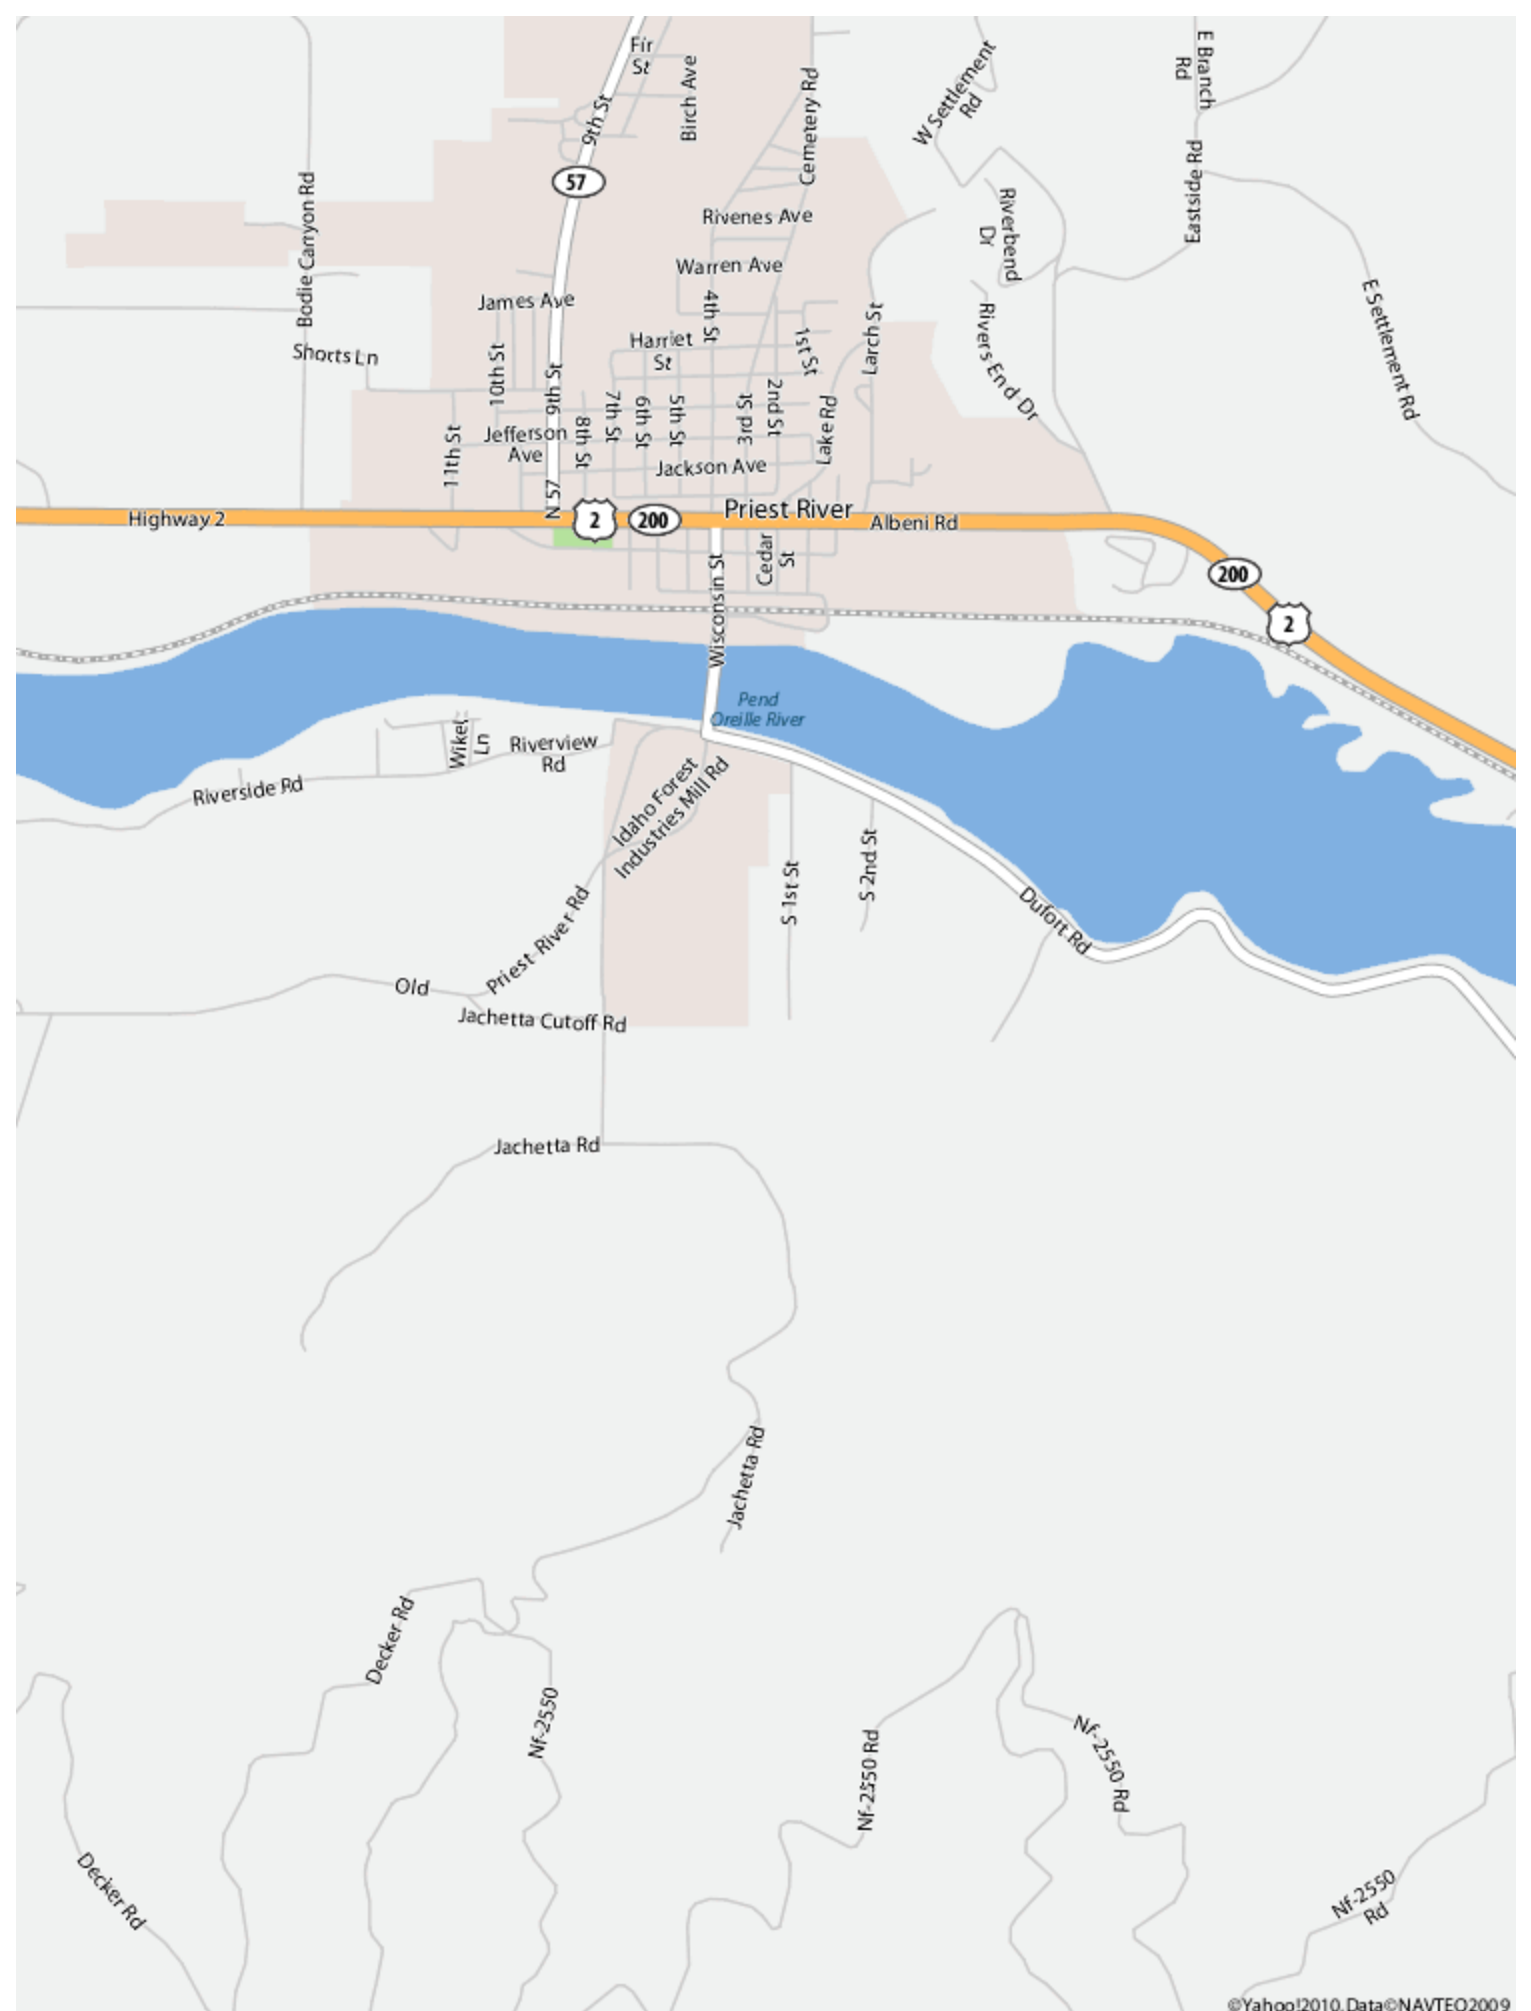 Fir
St
E Branch
Rd
W Settlement
Rd
Birch Ave
Cemetery Rd
9th St
57
Eastside Rd
Bodie Canyon Rd
Rivenes Ave
Riverbend
Dr
Warren Ave
James Ave
4th St
E Settlement Rd
Harriet
St
Shorts Ln
1st St
Larch St
Rivers End Dr
10th St
9th St
7th St
6th St
5th St
3rd St
2nd St
Lake Rd
8th St
Jefferson
Ave
11th St
Jackson Ave
N 57
Highway 2
2
200
Priest River
Albeni Rd
Cedar
St
200
Wisconsin St
2
Pend
Oreille River
Wikel
Ln
Riverview
Rd
Riverside Rd
Idaho Forest
Industries Mill Rd
S 1st St
S 2nd St
Dufort Rd
Priest River Rd
Old
Jachetta Cutoff Rd
Jachetta Rd
Jachetta Rd
Decker Rd
Nf-2550
Nf-2550 Rd
Nf-2550 Rd
Decker Rd
Nf-2550
Rd
©Yahoo!2010, Data©NAVTEQ2009